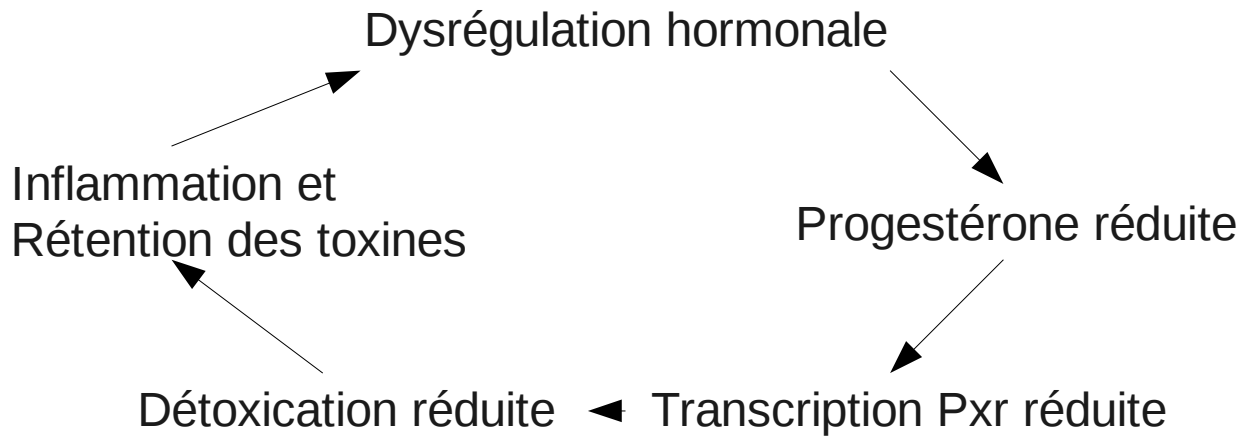 Dysrégulation hormonale
Inflammation et
Rétention des toxines
Progestérone réduite
Détoxication réduite
Transcription Pxr réduite